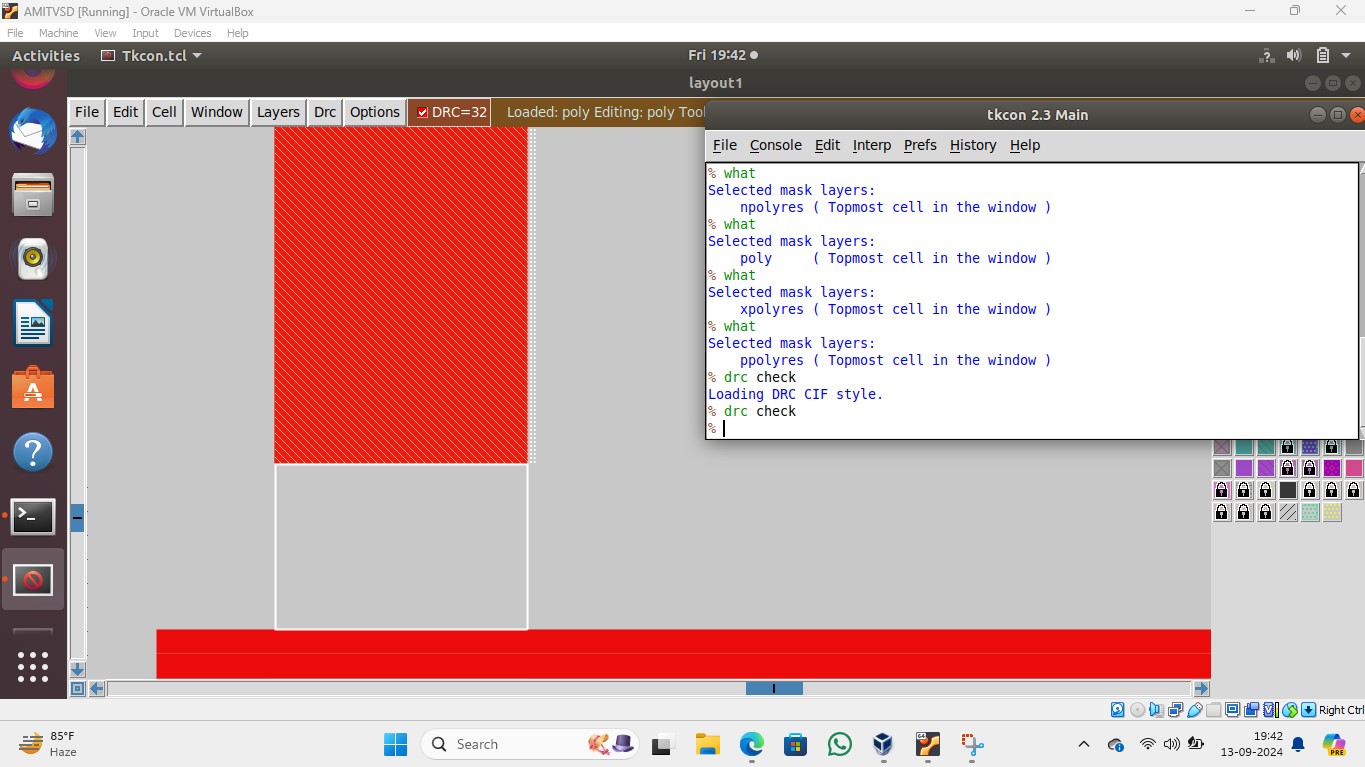 AMITVSD [Running] - Oracle VM VirtualBox
File Machine View Input Devices Help
Activities Tkcon.tcl Fri 19:42
layout1
File Edit Cell Window Layers Drc Options DRC=32 Loaded: poly Editing: poly Tool
tkcon 2.3 Main
File Console Edit Interp Prefs History Help
% what
Selected mask layers:
npolyres ( Topmost cell in the window )
% what
Selected mask layers:
poly ( Topmost cell in the window )
% what
Selected mask layers:
xpolyres ( Topmost cell in the window )
% what
Selected mask layers:
ppolyres ( Topmost cell in the window )
% drc check
Loading DRC CIF style.
% drc check
%
Right Ctrl
85°F
Haze
Search
19:42
13-09-2024
PRE